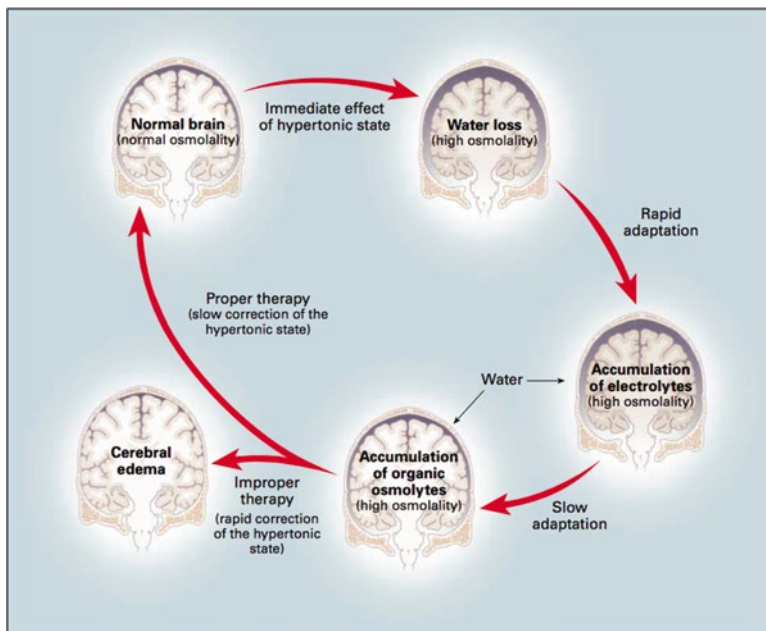 Normal brain
(normal osmolality)
Immediate effect
of hypertonic state
Water loss
(high osmolality)
Rapid
adaptation
Accumulation
of electrolytes
(high osmolality)
Water
Slow
adaptation
Accumulation
of organic
osmolytes
(high osmolality)
Proper therapy
(slow correction of the
hypertonic state)
Improper
therapy
(rapid correction
of the hypertonic
state)
Cerebral
edema